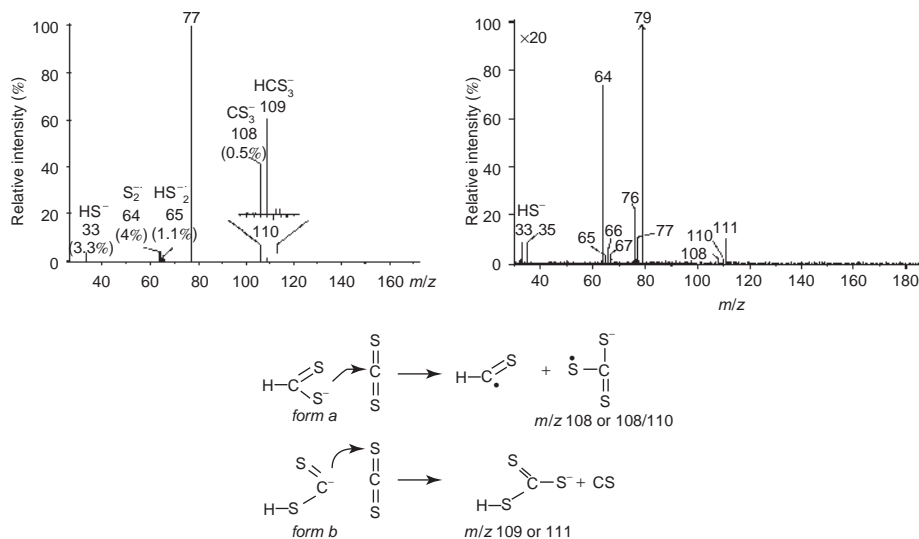 77
79
100
80
60
40
20
0
Relative intensity (%)
HCS3−
109
CS3−
108
(0.5%)
110
HS−
33
(3.3%)
S2−·
64
(4%)
HS2−·
65
(1.1%)
40 60 80 100 120 140 160 m/z
100
80
60
40
20
0
Relative intensity (%)
×20
64
76
77
HS−
33 35
65
66
67
108
110
111
40 60 80 100 120 140 160 180
m/z
S
H–C
S−
form a
S
C
S
S
H–C
•
+
S−
•
S–C
S
m/z 108 or 108/110
S
C−
H–S
form b
S
C
S
S
C–S− + CS
H–S
m/z 109 or 111